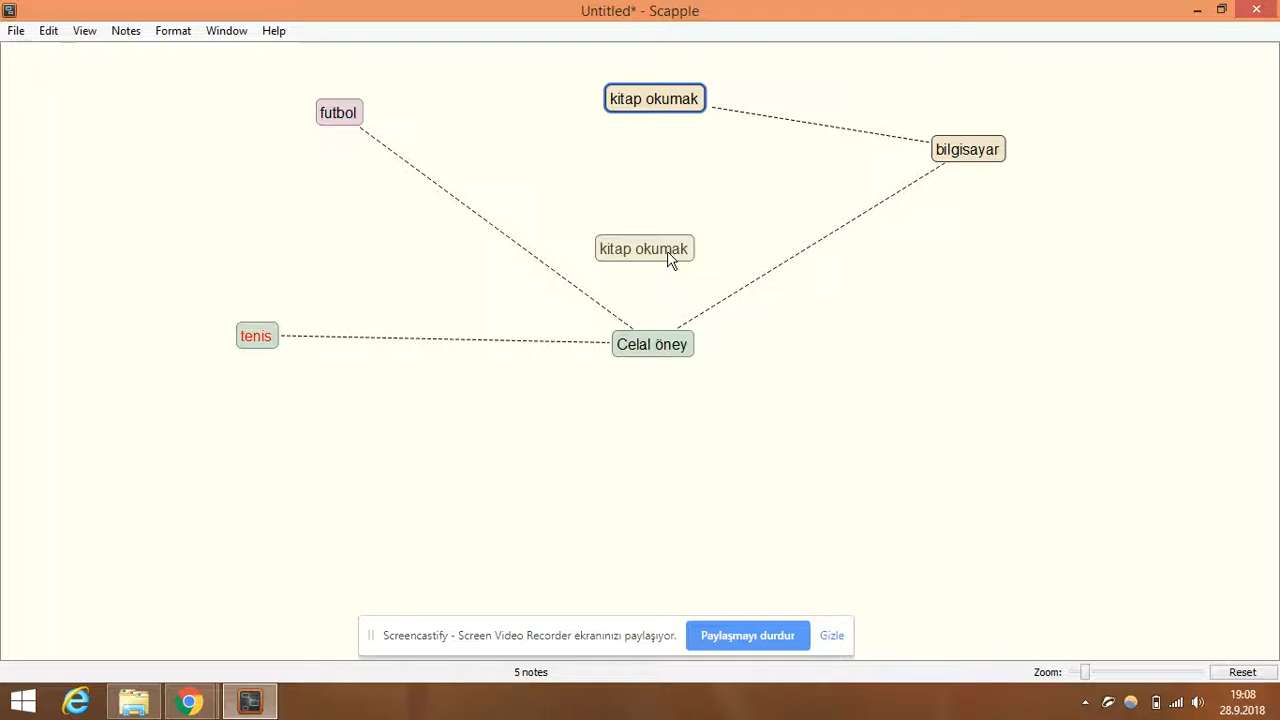 Untitled* - Scapple
File Edit View Notes Format Window Help
kitap okumak
futbol
bilgisayar
kitap okumak
tenis
Celal öney
Screencastify - Screen Video Recorder ekranınızı paylaşıyor. Paylaşmayı durdur Gizle
5 notes Zoom: Reset
19:08
28.9.2018